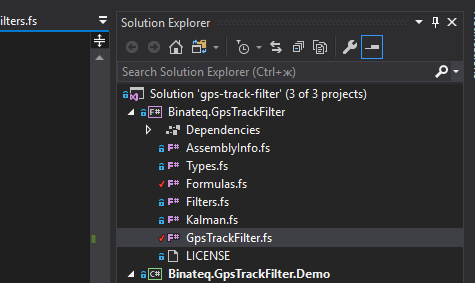 ilters.fs
Solution Explorer
Search Solution Explorer (Ctrl+ж)
Solution 'gps-track-filter' (3 of 3 projects)
F# Binateq.GpsTrackFilter
Dependencies
F# AssemblyInfo.fs
F# Types.fs
F# Formulas.fs
F# Filters.fs
F# Kalman.fs
F# GpsTrackFilter.fs
LICENSE
C# Binateq.GpsTrackFilter.Demo